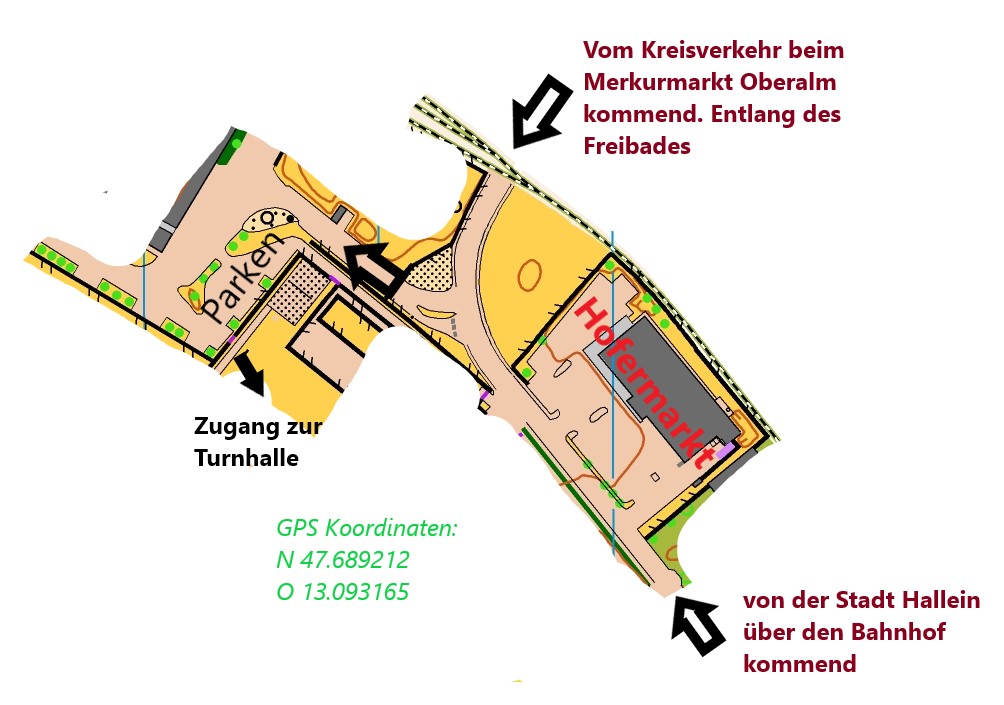 Vom Kreisverkehr beim
Merkurmarkt Oberalm
kommend. Entlang des
Freibades
Parken
Hofermarkt
Zugang zur
Turnhalle
GPS Koordinaten:
N 47.689212
O 13.093165
von der Stadt Hallein
über den Bahnhof
kommend